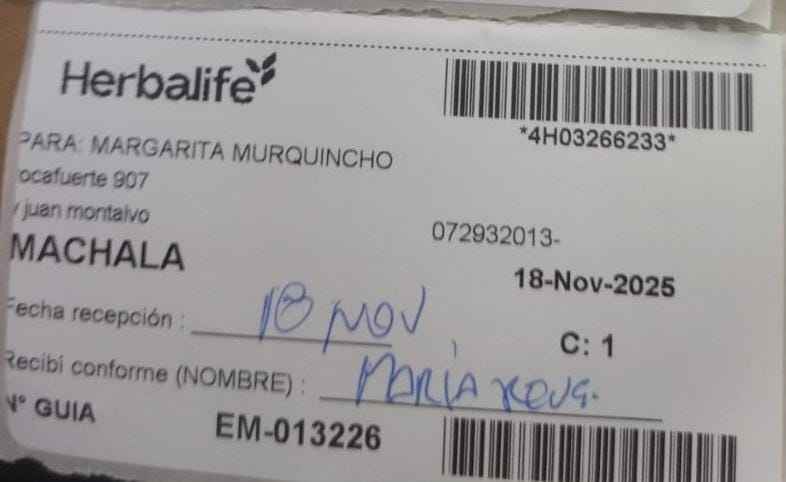 Herbalife
*4H03266233*
PARA: MARGARITA MURQUINCHO
ocafuerte 907
y juan montalvo
072932013-
MACHALA
18-Nov-2025
Fecha recepción : 18 NOV
C: 1
Recibí conforme (NOMBRE) : MARÍA
N° GUIA
EM-013226